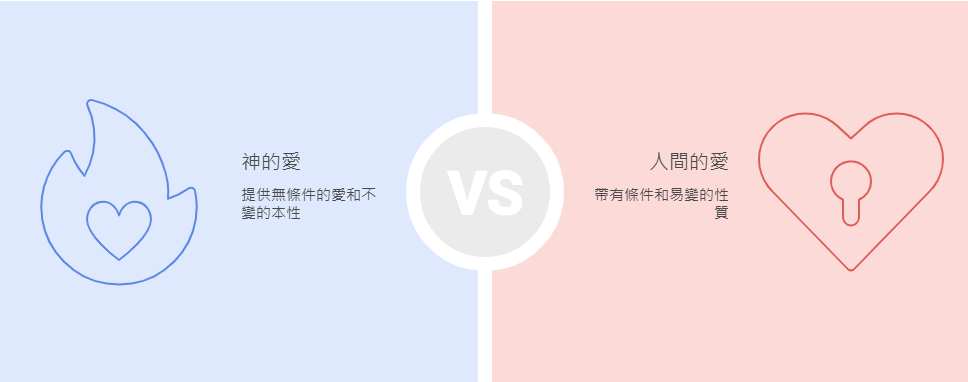 神的愛
提供無條件的愛和不
變的本性
VS
人間的愛
帶有條件和易變的性
質